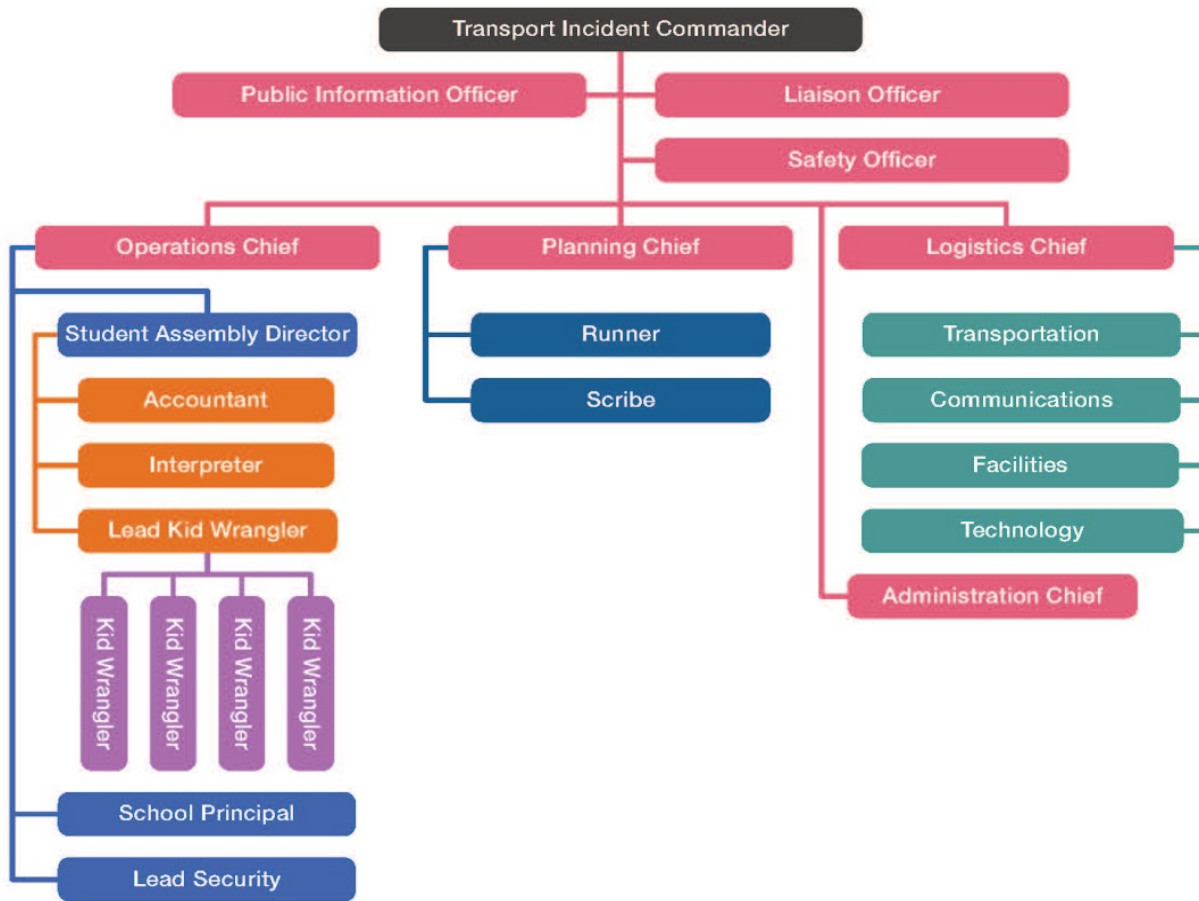 Transport Incident Commander
Public Information Officer
Liaison Officer
Safety Officer
Operations Chief
Planning Chief
Logistics Chief
Student Assembly Director
Runner
Transportation
Accountant
Scribe
Communications
Interpreter
Facilities
Lead Kid Wrangler
Technology
Administration Chief
Kid Wrangler
Kid Wrangler
Kid Wrangler
Kid Wrangler
School Principal
Lead Security